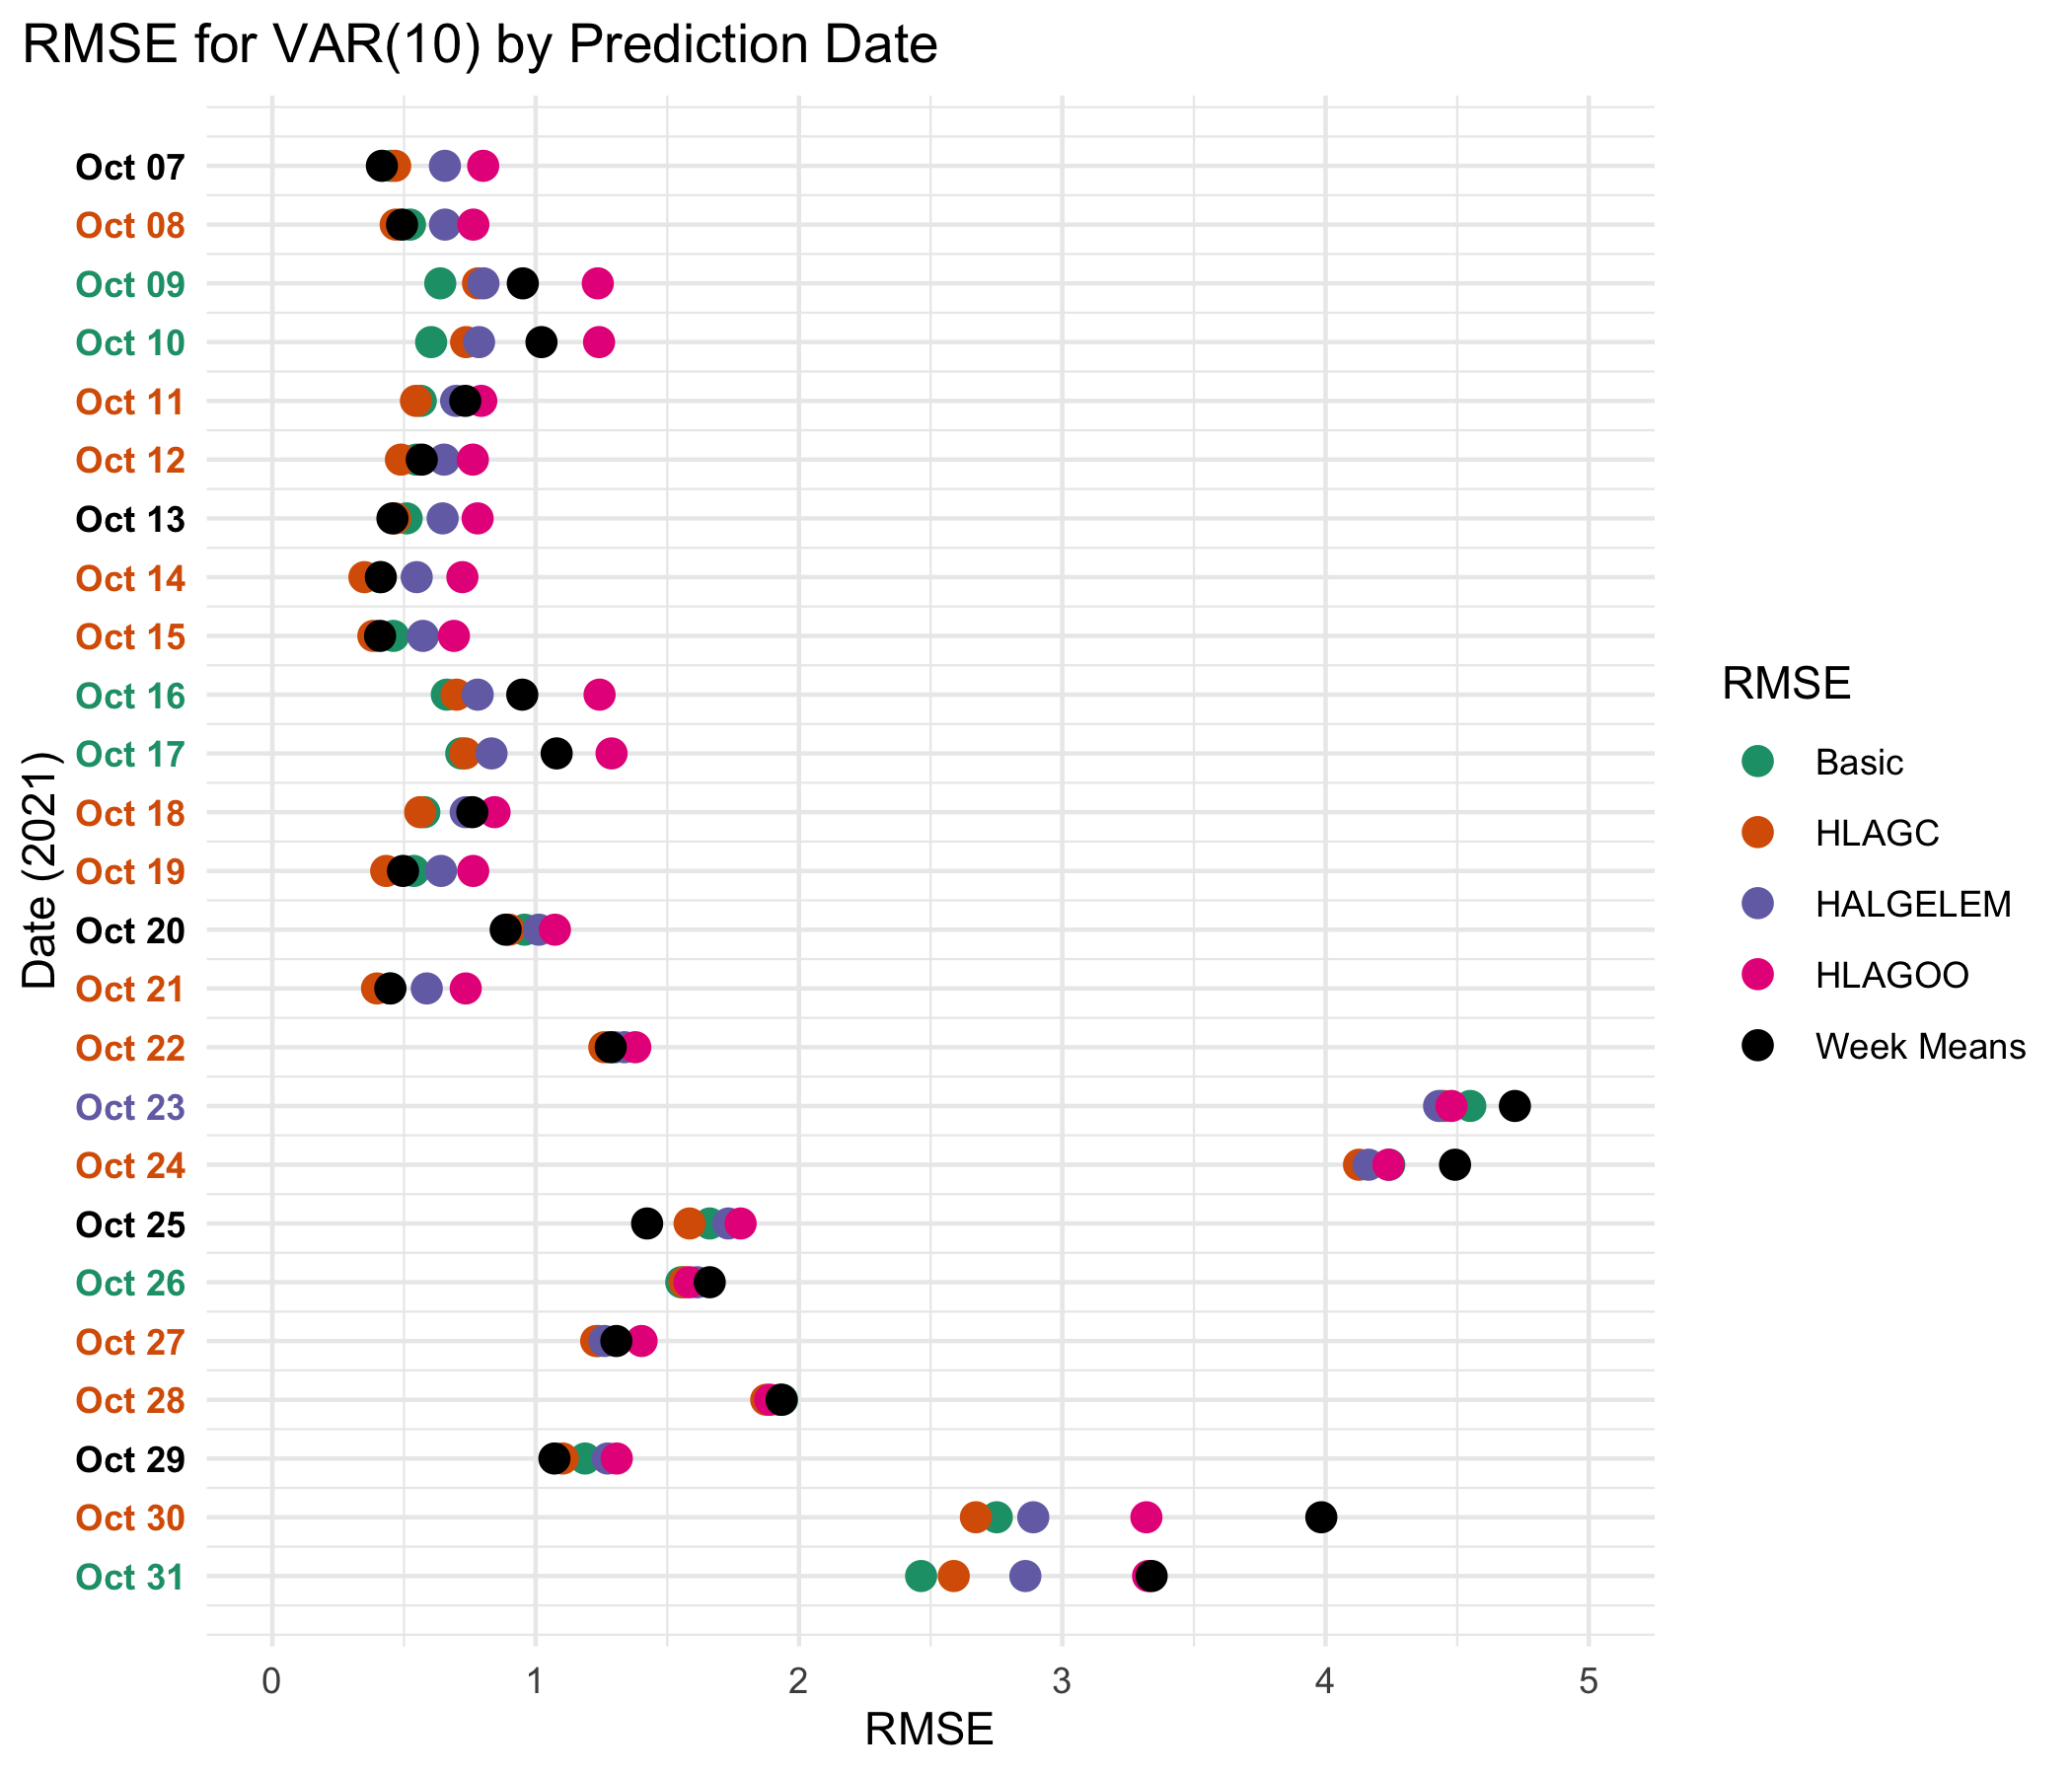 RMSE for VAR(10) by Prediction Date
Date (2021)
Oct 07
Oct 08
Oct 09
Oct 10
Oct 11
Oct 12
Oct 13
Oct 14
Oct 15
Oct 16
Oct 17
Oct 18
Oct 19
Oct 20
Oct 21
Oct 22
Oct 23
Oct 24
Oct 25
Oct 26
Oct 27
Oct 28
Oct 29
Oct 30
Oct 31
0 1 2 3 4 5
RMSE
RMSE
Basic
HLAGC
HALGELEM
HLAGOO
Week Means